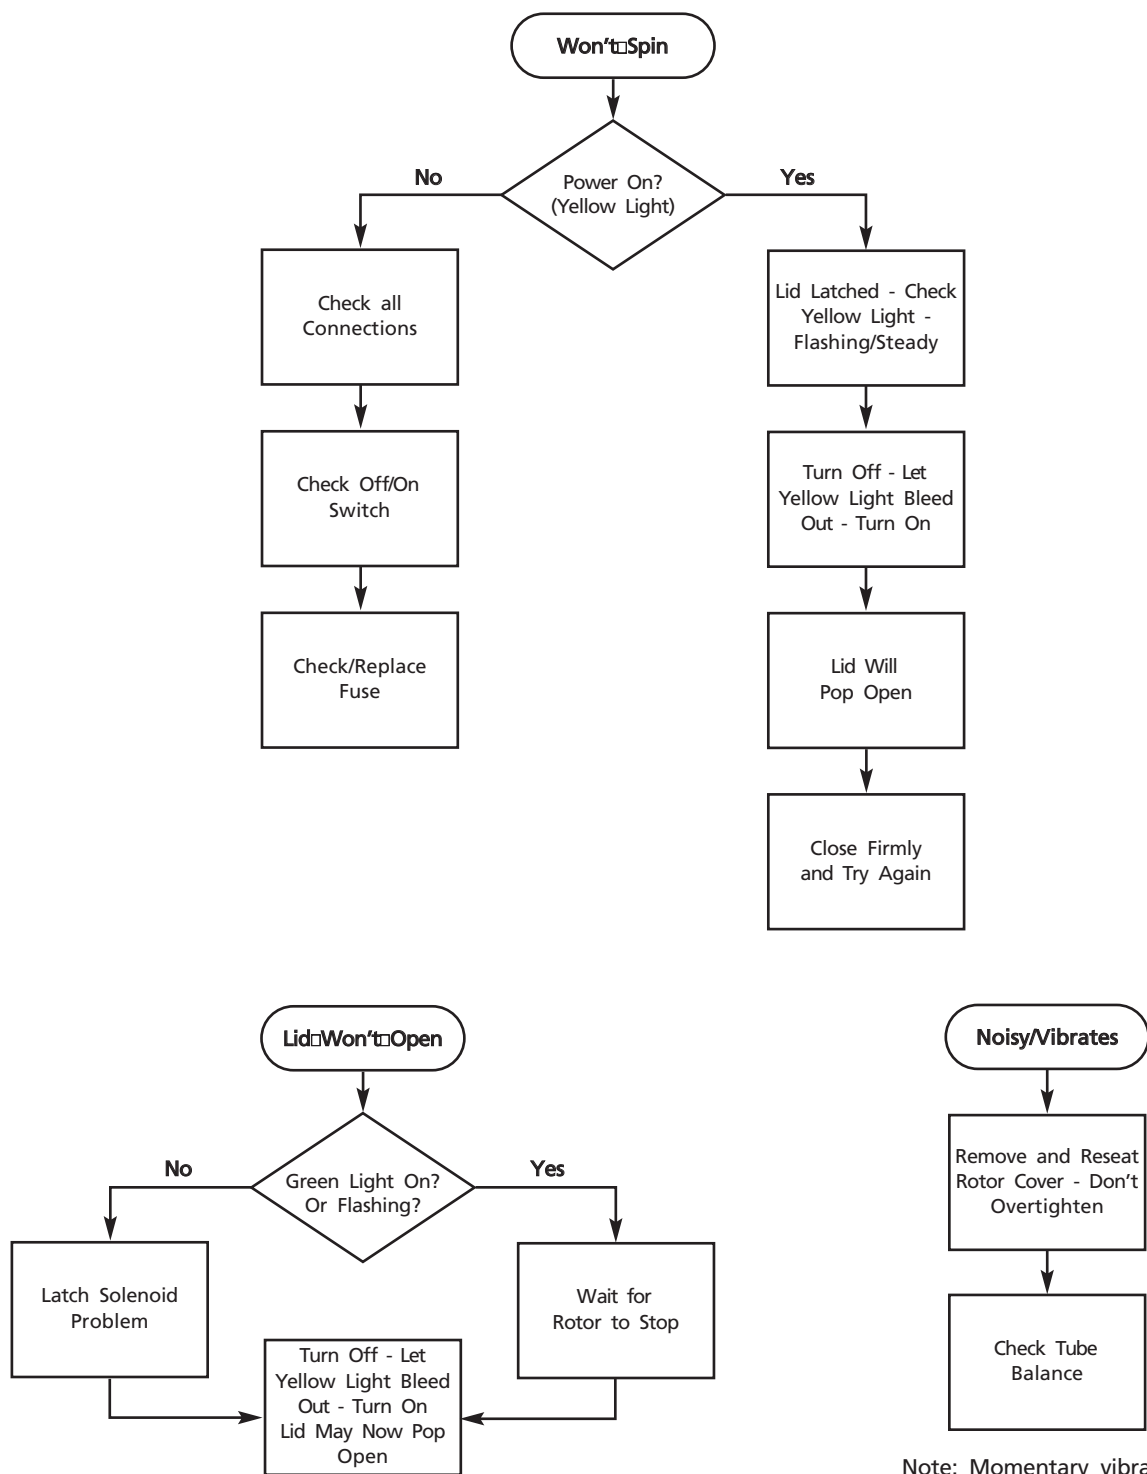 Won't□Spin
Power On?
(Yellow Light)
No
Yes
Check all
Connections
Check Off/On
Switch
Check/Replace
Fuse
Lid Latched - Check
Yellow Light -
Flashing/Steady
Turn Off - Let
Yellow Light Bleed
Out - Turn On
Lid Will
Pop Open
Close Firmly
and Try Again
Lid□Won't□Open
Green Light On?
Or Flashing?
No
Yes
Latch Solenoid
Problem
Wait for
Rotor to Stop
Turn Off - Let
Yellow Light Bleed
Out - Turn On
Lid May Now Pop
Open
Noisy/Vibrates
Remove and Reseat
Rotor Cover - Don't
Overtighten
Check Tube
Balance
Note: Momentary